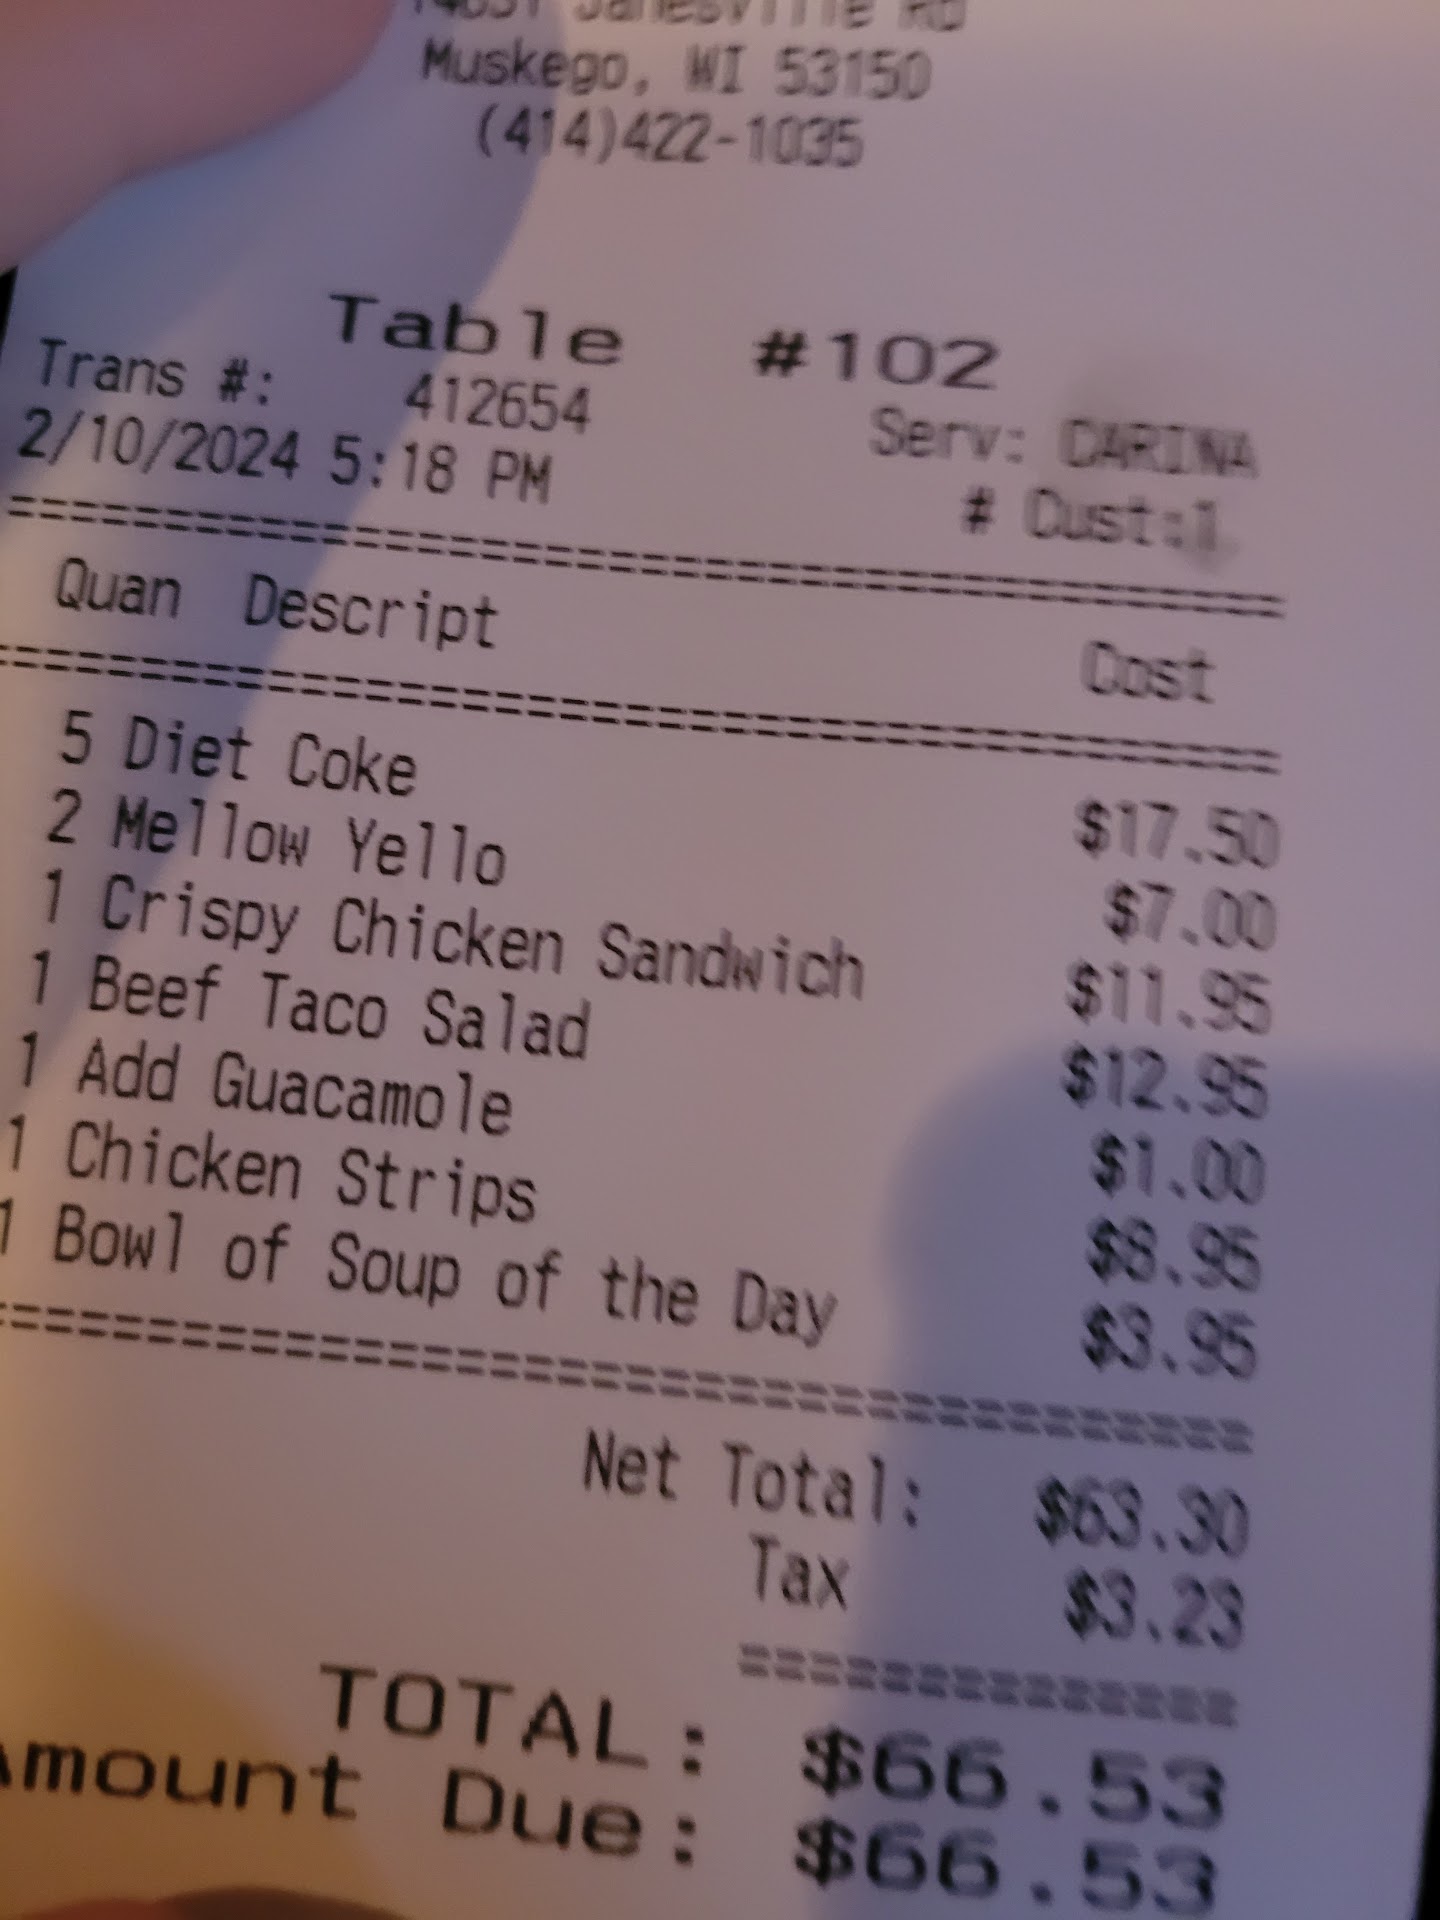 Janesville Rd
Muskego, WI 53150
(414)422-1035
Table #102
Trans #: 412654 Serv: CARINA
2/10/2024 5:18 PM # Cust:1
==================================
Quan Descript Cost
==================================
5 Diet Coke $17.50
2 Mellow Yello $7.00
1 Crispy Chicken Sandwich $11.95
1 Beef Taco Salad $12.95
1 Add Guacamole $1.00
1 Chicken Strips $8.95
1 Bowl of Soup of the Day $3.95
==================================
Net Total: $63.30
Tax $3.23
==============
TOTAL: $66.53
Amount Due: $66.53